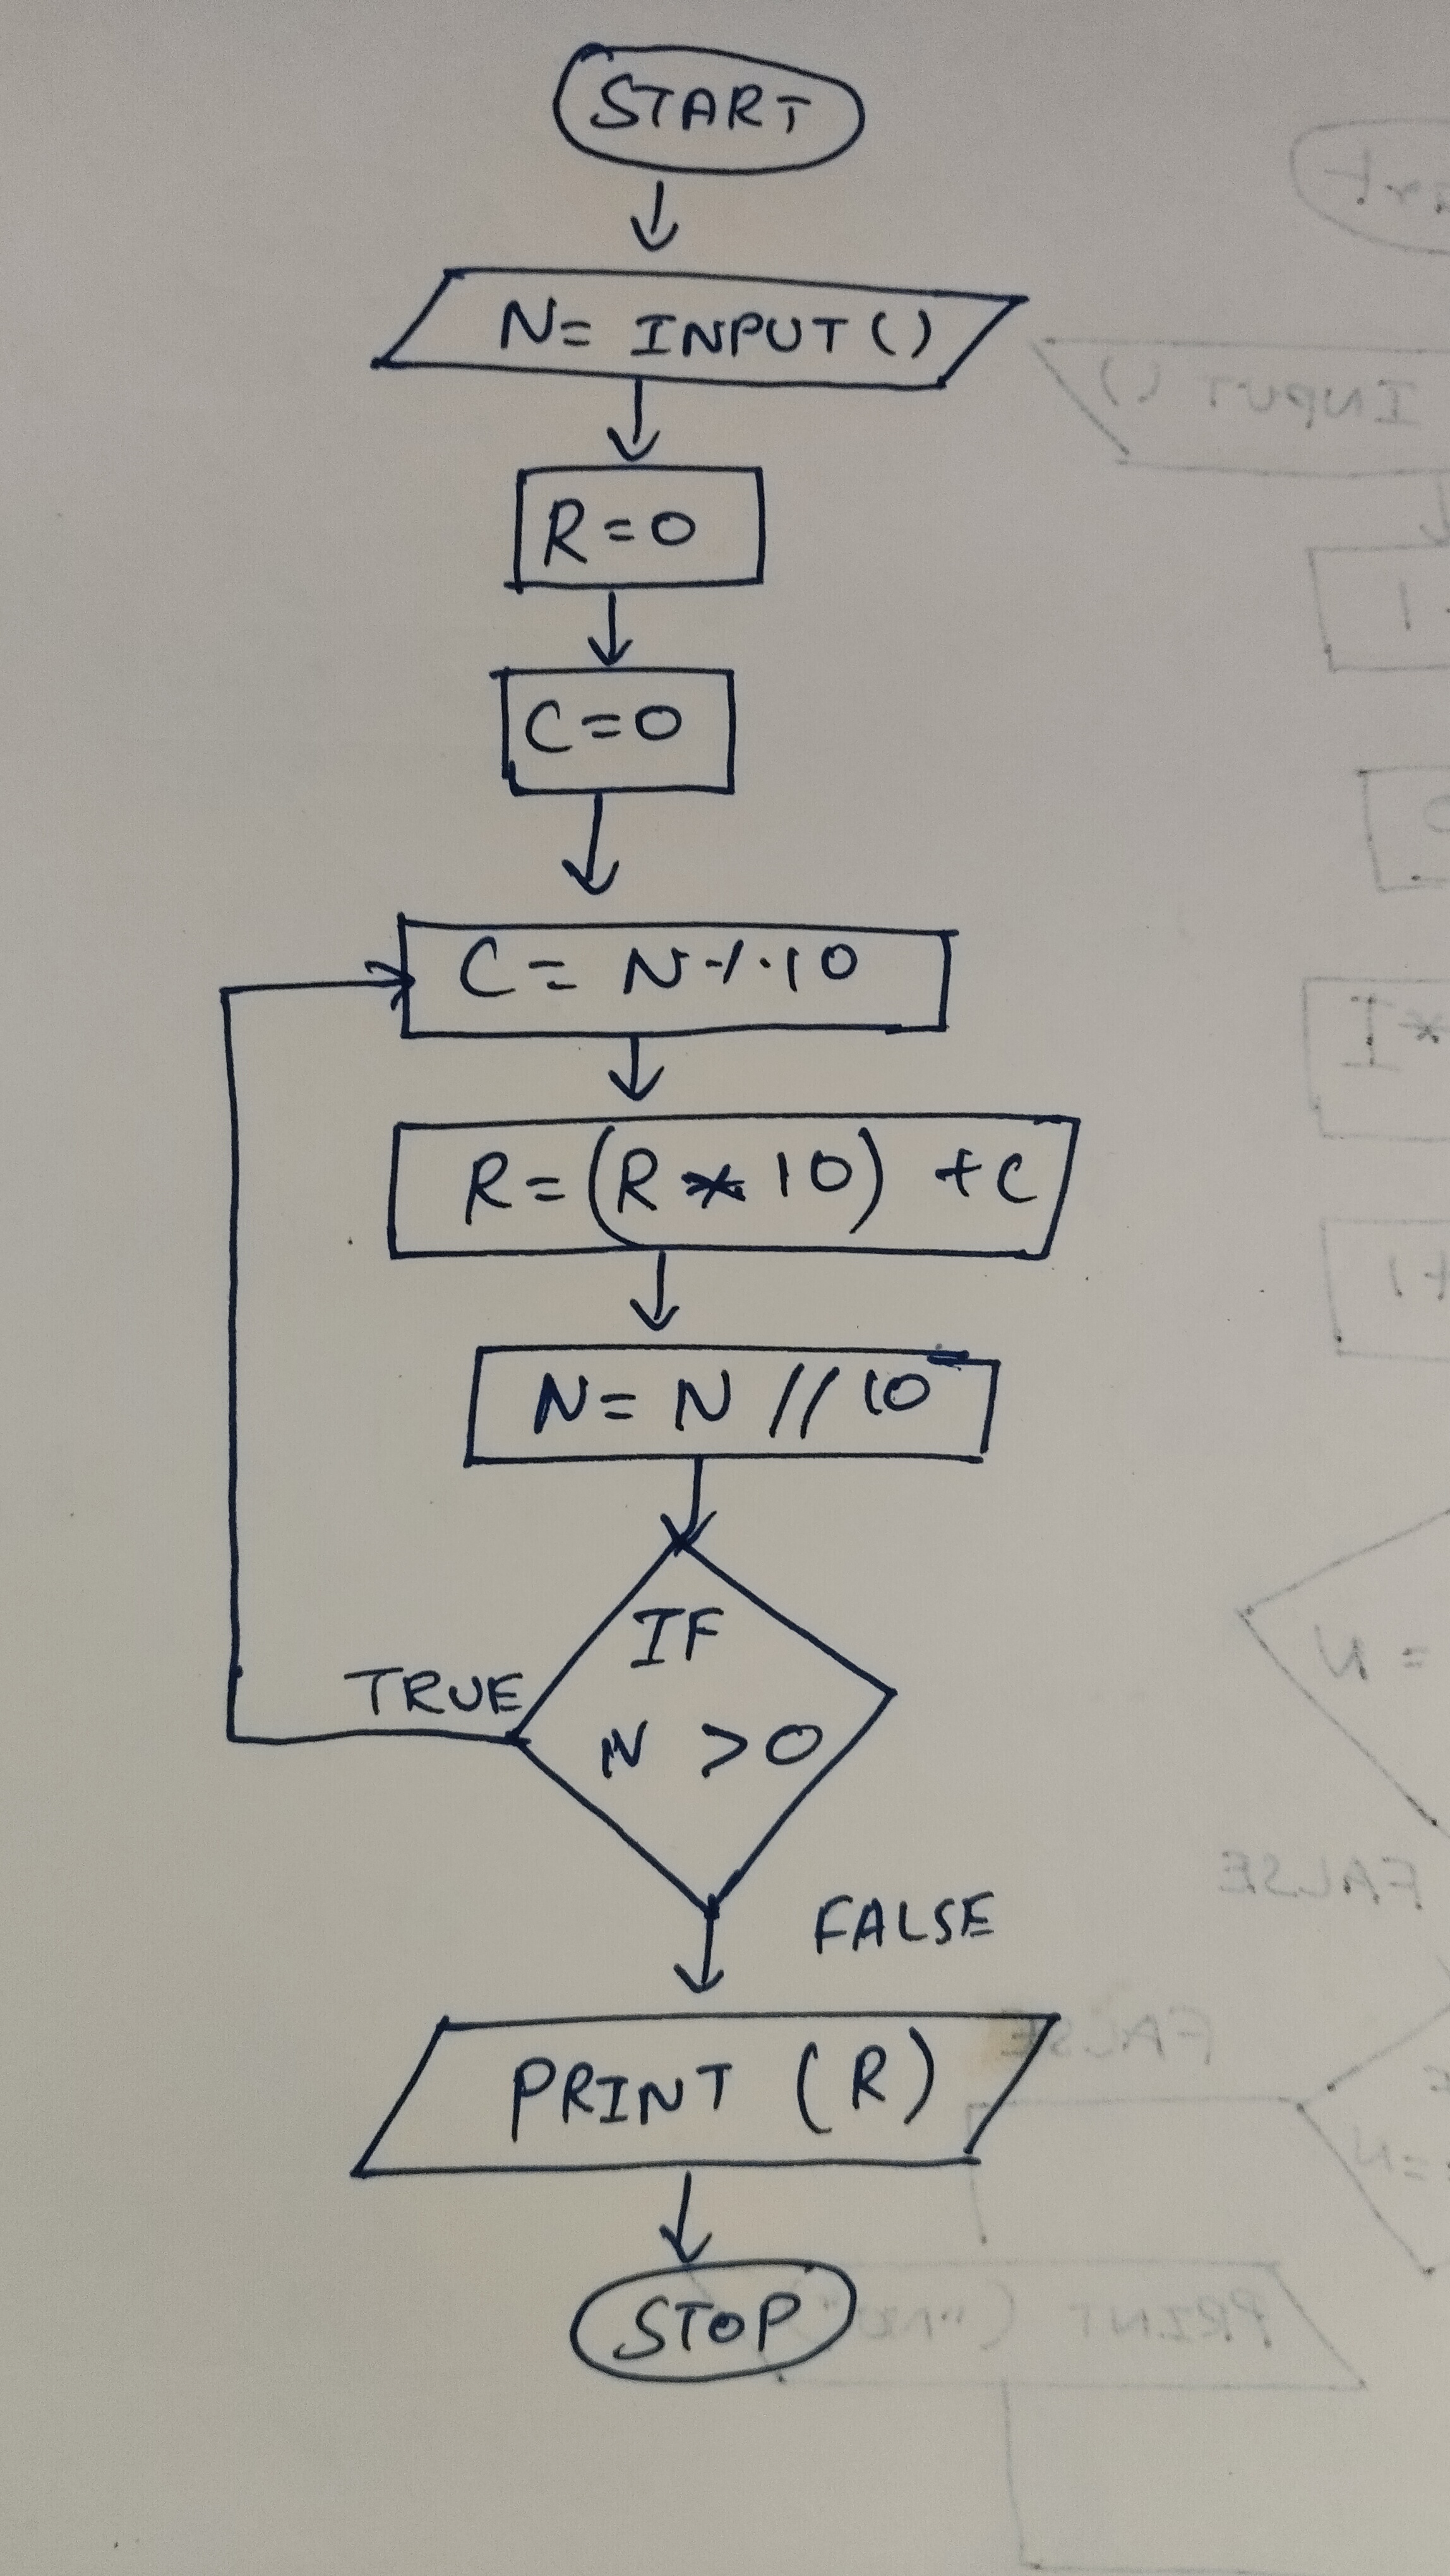 START
N= INPUT()
R=0
C=0
C= N%10
R=(R*10) +C
N= N//10
IF
N >0
TRUE
FALSE
PRINT (R)
STOP